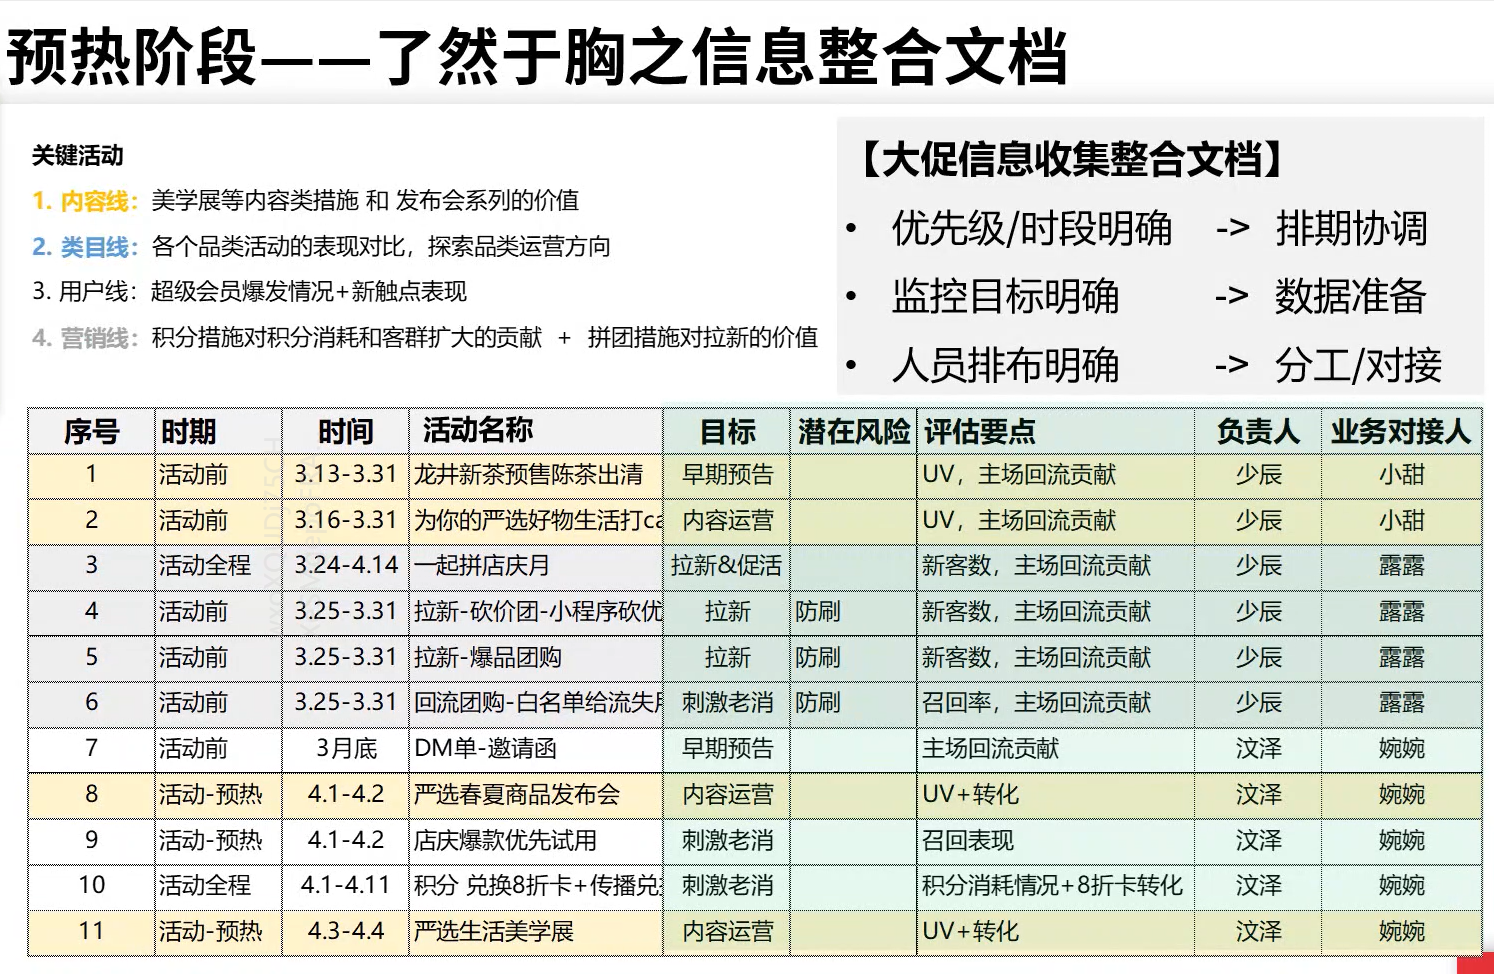 预热阶段——了然于胸之信息整合文档
关键活动
1. 内容线：美学展等内容类措施 和 发布会系列的价值
2. 类目线：各个品类活动的表现对比，探索品类运营方向
3. 用户线：超级会员爆发情况+新触点表现
4. 营销线：积分措施对积分消耗和客群扩大的贡献 + 拼团措施对拉新的价值
【大促信息收集整合文档】
• 优先级/时段明确 -> 排期协调
• 监控目标明确 -> 数据准备
• 人员排布明确 -> 分工/对接
序号 时期 时间 活动名称 目标 潜在风险 评估要点 负责人 业务对接人
1 活动前 3.13-3.31 龙井新茶预售陈茶出清 早期预告 UV，主场回流贡献 少辰 小甜
2 活动前 3.16-3.31 为你的严选好物生活打ca 内容运营 UV，主场回流贡献 少辰 小甜
3 活动全程 3.24-4.14 一起拼店庆月 拉新&促活 新客数，主场回流贡献 少辰 露露
4 活动前 3.25-3.31 拉新-砍价团-小程序砍优 拉新 防刷 新客数，主场回流贡献 少辰 露露
5 活动前 3.25-3.31 拉新-爆品团购 拉新 防刷 新客数，主场回流贡献 少辰 露露
6 活动前 3.25-3.31 回流团购-白名单给流失 刺激老消 防刷 召回率，主场回流贡献 少辰 露露
7 活动前 3月底 DM单-邀请函 早期预告 主场回流贡献 汶泽 婉婉
8 活动-预热 4.1-4.2 严选春夏商品发布会 内容运营 UV+转化 汶泽 婉婉
9 活动-预热 4.1-4.2 店庆爆款优先试用 刺激老消 召回表现 汶泽 婉婉
10 活动全程 4.1-4.11 积分 兑换8折卡+传播兑 刺激老消 积分消耗情况+8折卡转化 汶泽 婉婉
11 活动-预热 4.3-4.4 严选生活美学展 内容运营 UV+转化 汶泽 婉婉